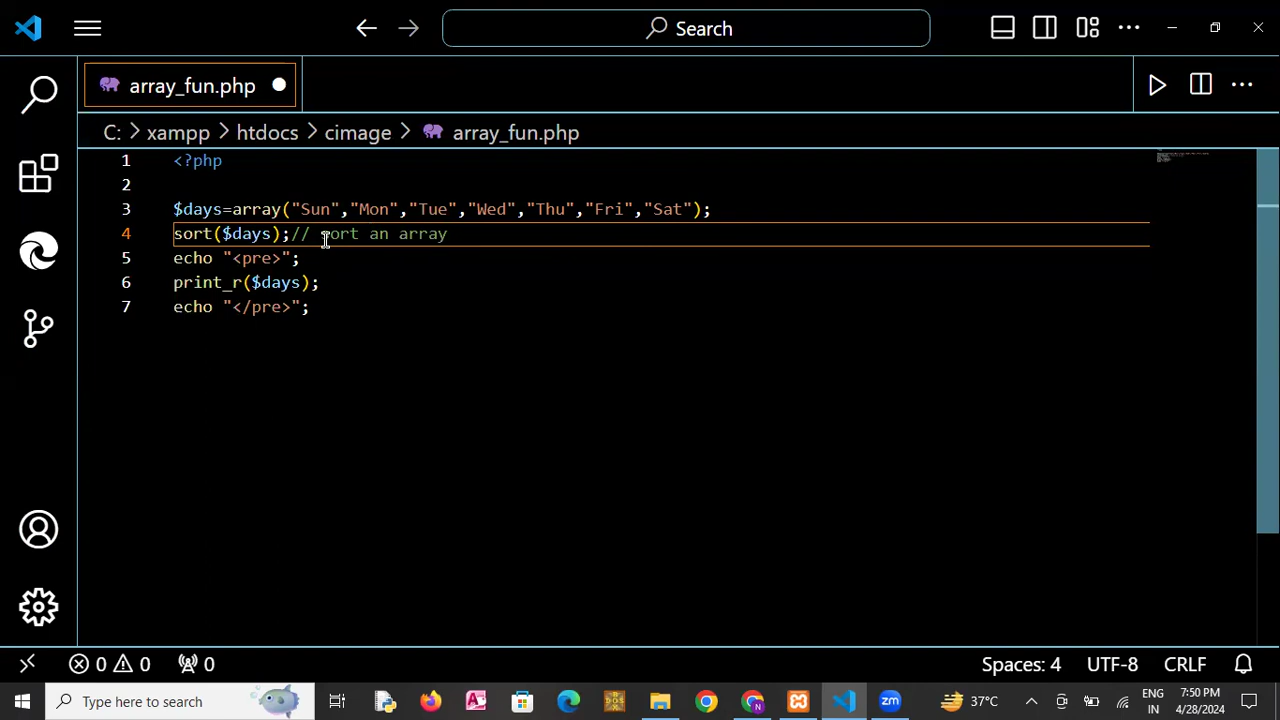 Search
array_fun.php
C: xampp htdocs cimage array_fun.php
1 <?php
2
3 $days=array("Sun","Mon","Tue","Wed","Thu","Fri","Sat");
4 sort($days);// sort an array
5 echo "<pre>";
6 print_r($days);
7 echo "</pre>";
0 0 0 Spaces: 4 UTF-8 CRLF
Type here to search 37°C ENG 7:50 PM
IN 4/28/2024